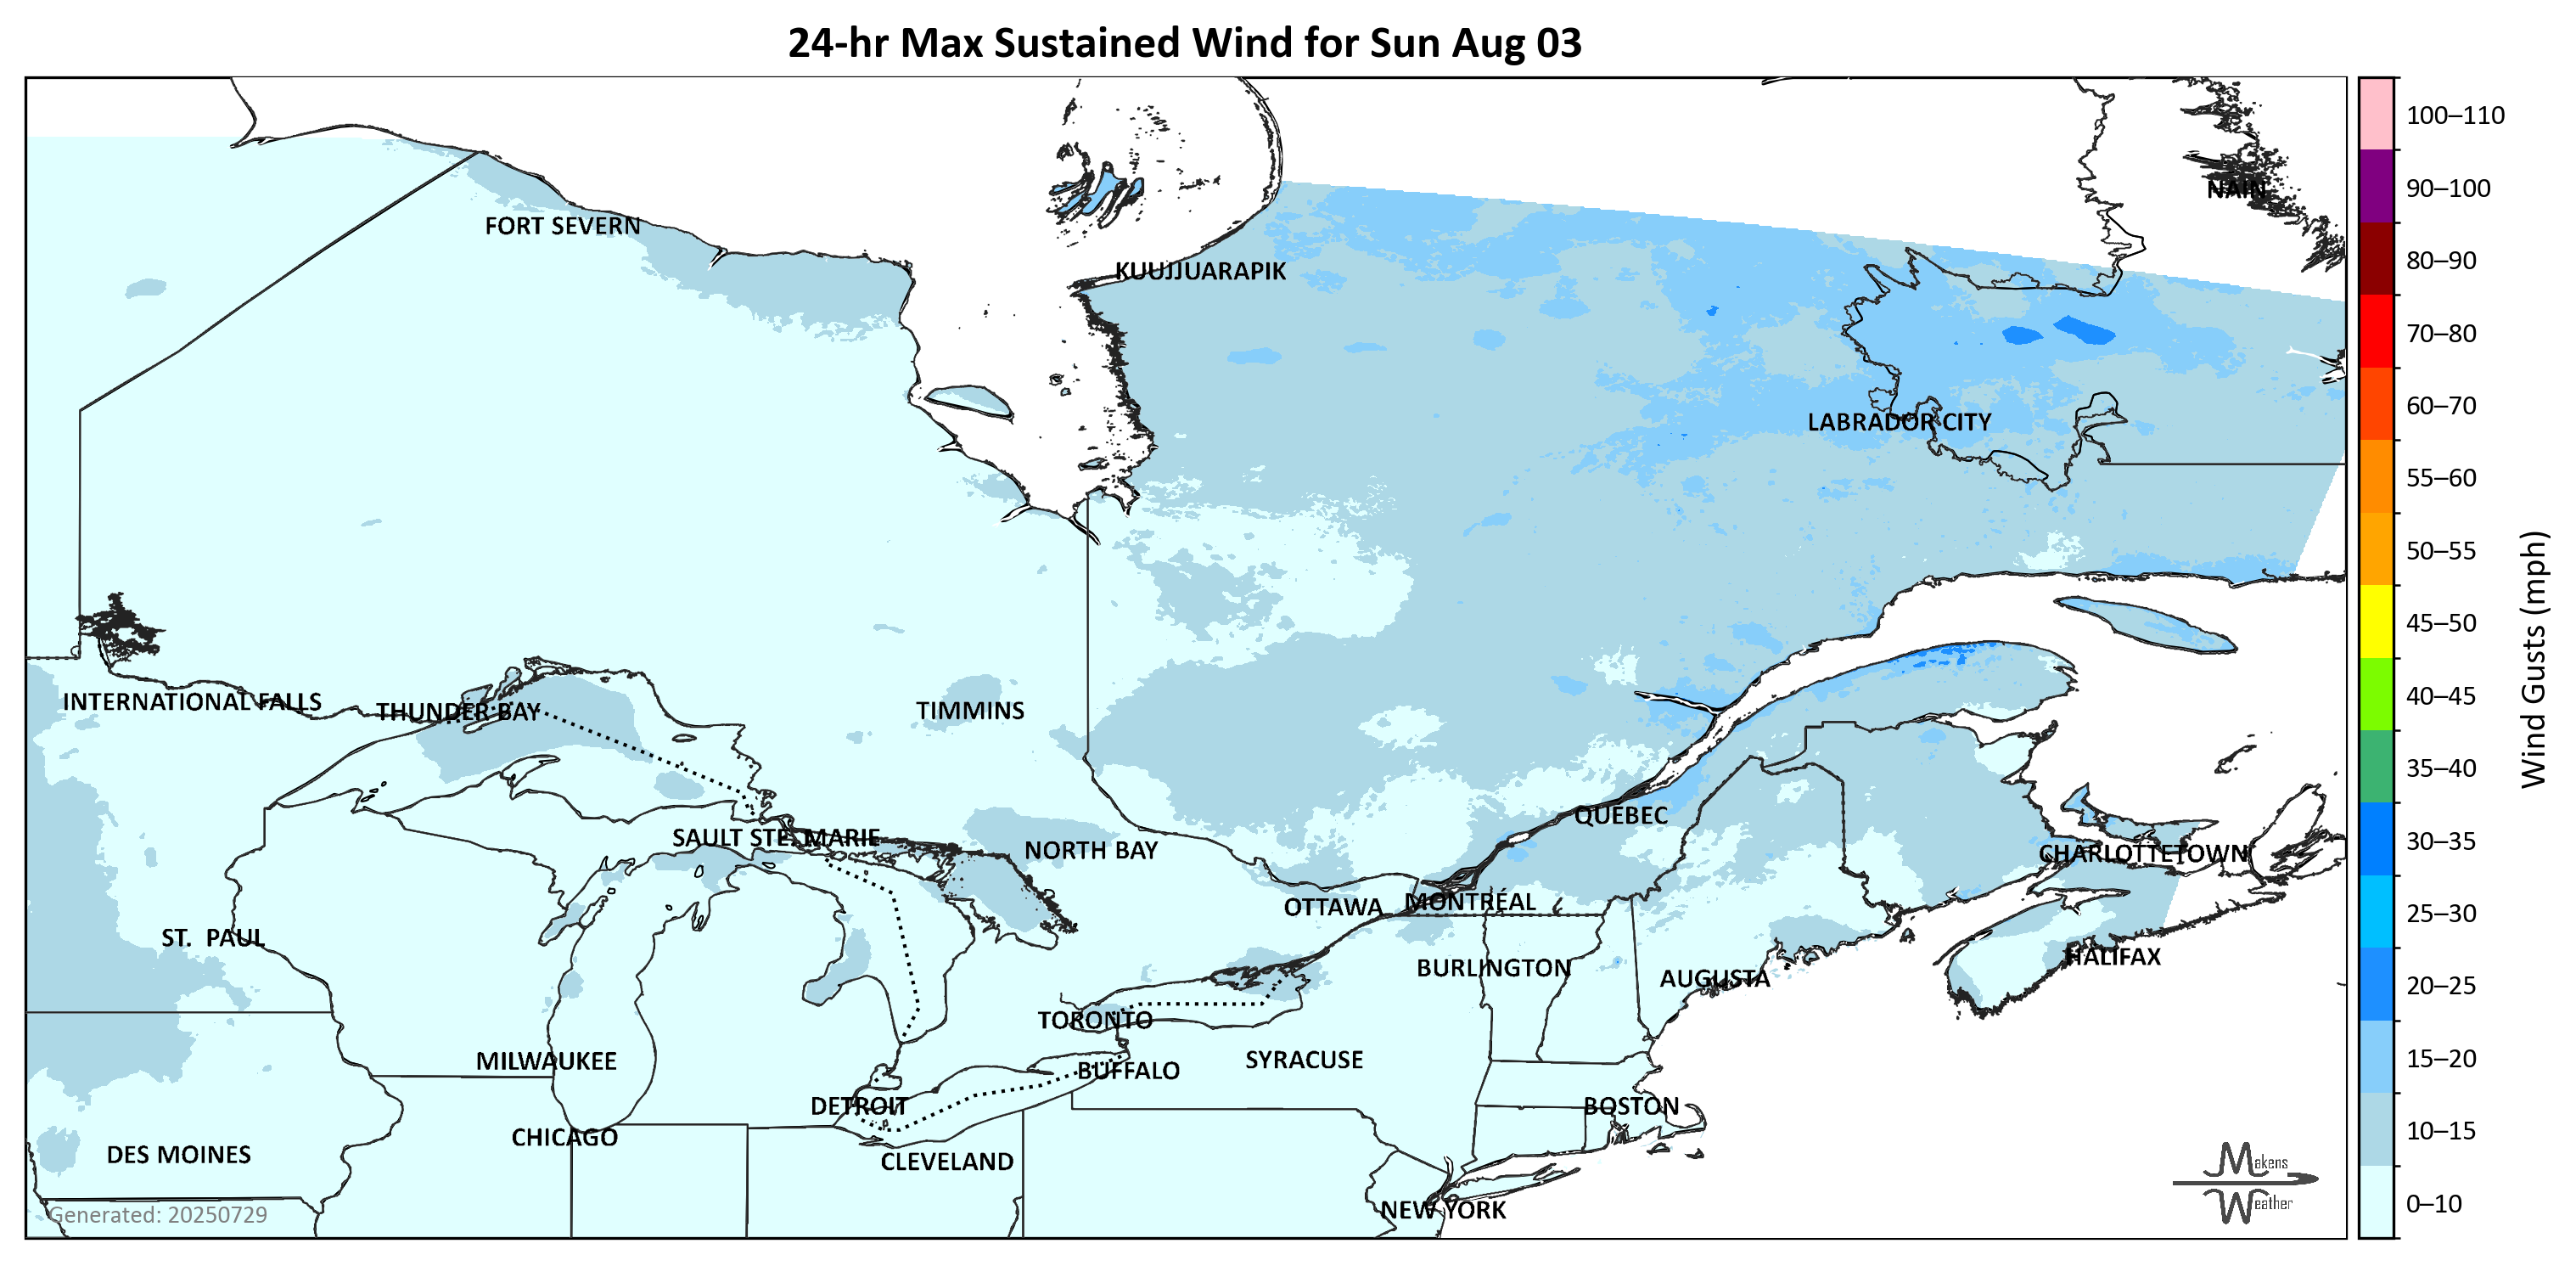 24-hr Max Sustained Wind for Sun Aug 03
100–110
90–100
NAIN
FORT SEVERN
80–90
KUUJJUARAPIK
70–80
60–70
LABRADOR CITY
55–60
50–55
45–50
Wind Gusts (mph)
40–45
INTERNATIONAL FALLS
THUNDER BAY
TIMMINS
35–40
QUÉBEC
30–35
SAULT STE. MARIE
NORTH BAY
CHARLOTTETOWN
OTTAWA
MONTRÉAL
25–30
ST. PAUL
HALIFAX
BURLINGTON
AUGUSTA
20–25
TORONTO
MILWAUKEE
BUFFALO
SYRACUSE
15–20
DETROIT
BOSTON
CHICAGO
10–15
DES MOINES
CLEVELAND
Makens
Weather
0–10
NEW YORK
Generated: 20250729